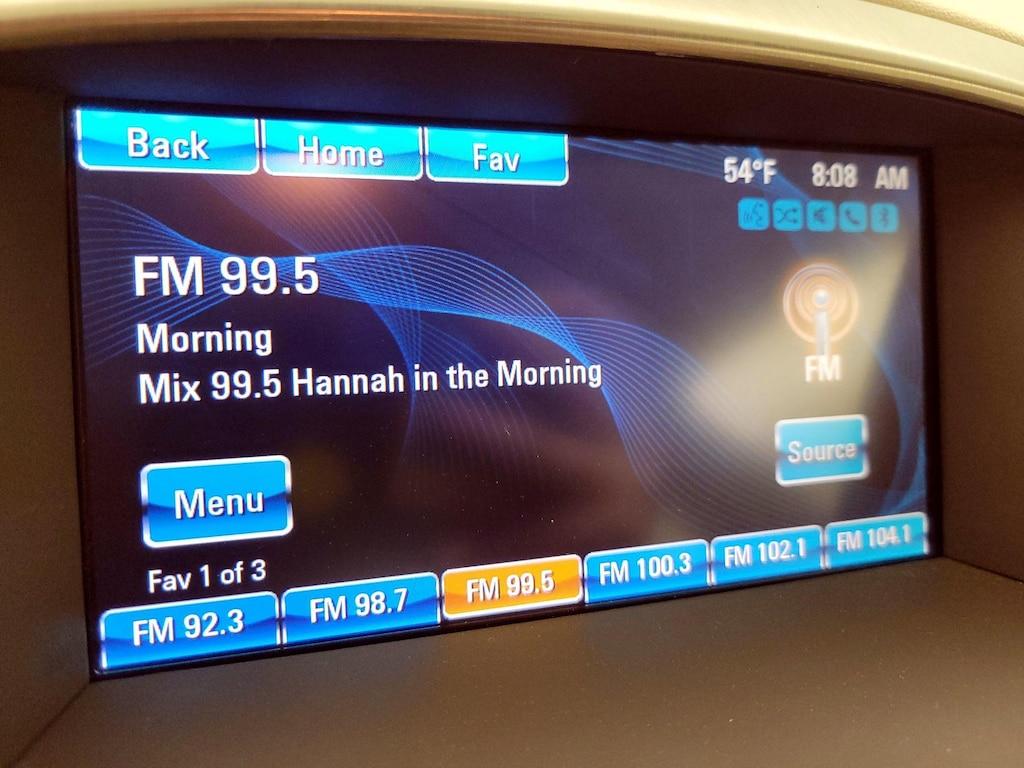 Back Home Fav
54°F 8:08 AM
FM 99.5
Morning
Mix 99.5 Hannah in the Morning
FM
Source
Menu
Fav 1 of 3
FM 92.3 FM 98.7 FM 99.5 FM 100.3 FM 102.1 FM 104.1